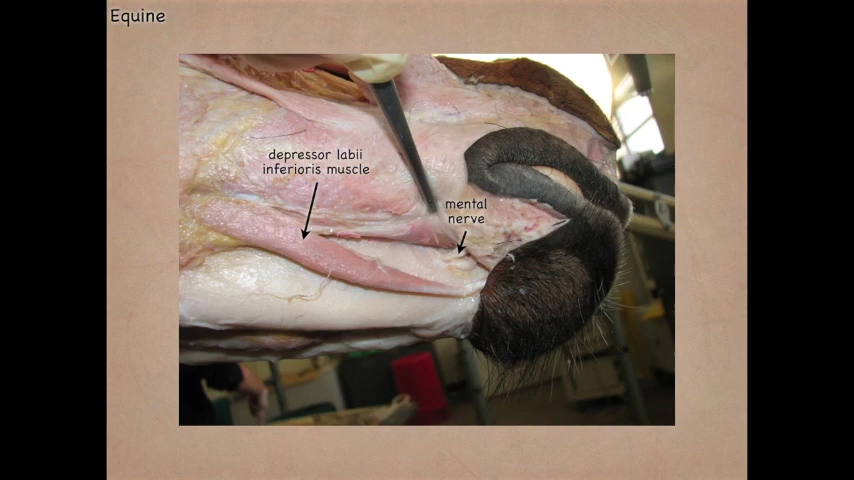 Equine
depressor labii
inferioris muscle
mental
nerve